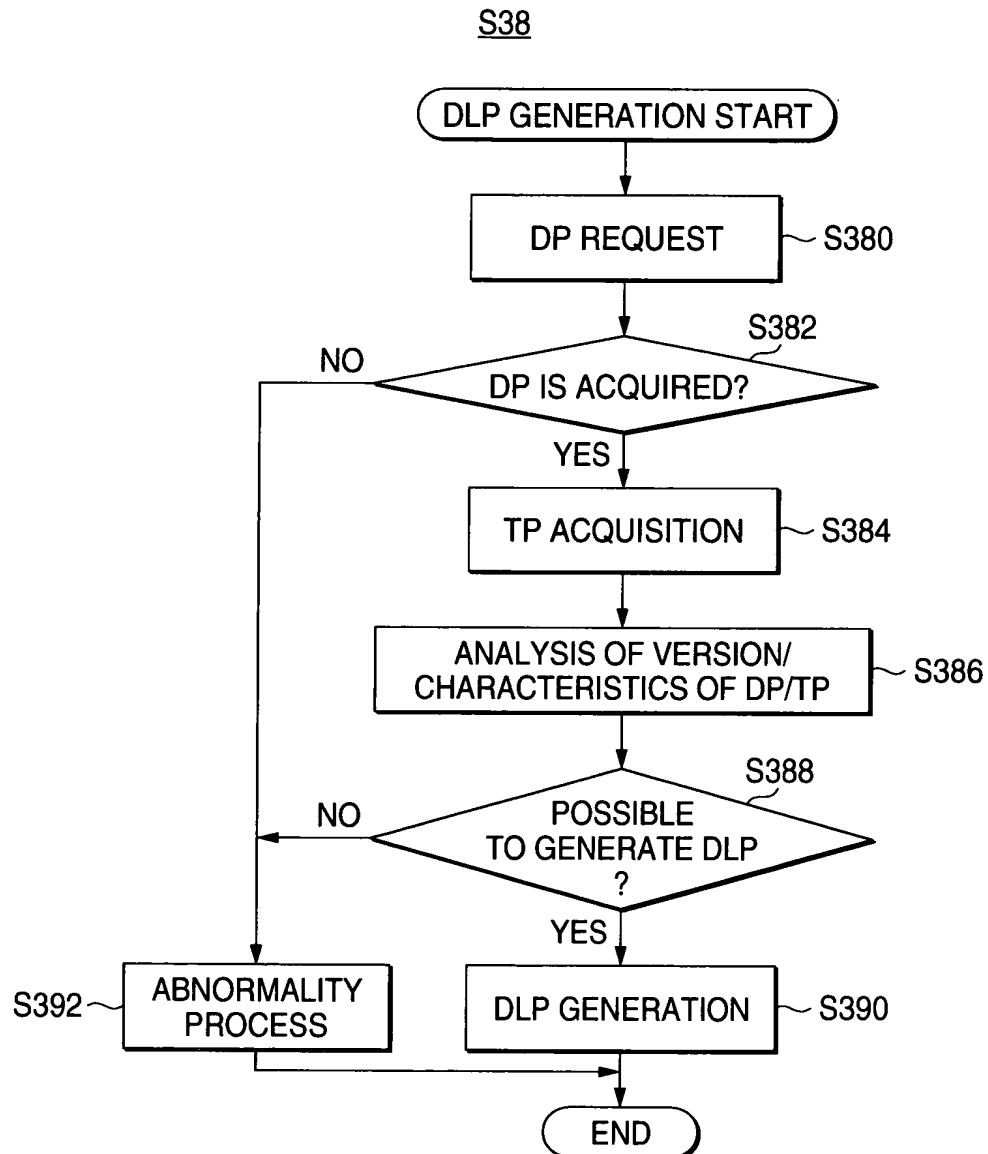 S38
DLP GENERATION START
DP REQUEST
S380
S382
NO
DP IS ACQUIRED?
YES
TP ACQUISITION
S384
ANALYSIS OF VERSION/
CHARACTERISTICS OF DP/TP
S386
S388
NO
POSSIBLE
TO GENERATE DLP
?
YES
S392
ABNORMALITY
PROCESS
DLP GENERATION
S390
END